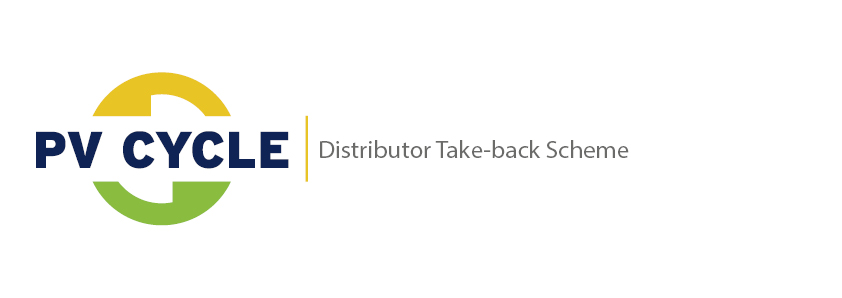 PV CYCLE
Distributor Take-back Scheme